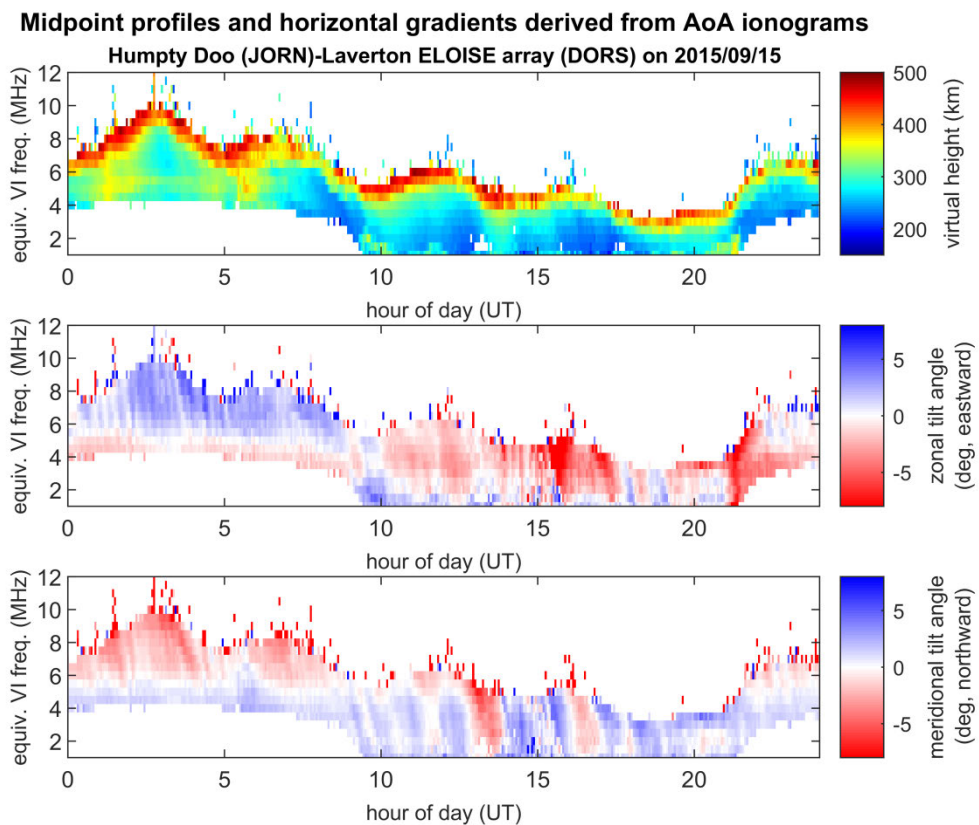 Midpoint profiles and horizontal gradients derived from AoA ionograms
Humpty Doo (JORN)-Laverton ELOISE array (DORS) on 2015/09/15
equiv. VI freq. (MHz)
12
10
8
6
4
2
0 5 10 15 20
hour of day (UT)
500
400
300
200
virtual height (km)
equiv. VI freq. (MHz)
12
10
8
6
4
2
0 5 10 15 20
hour of day (UT)
5
0
-5
zonal tilt angle
(deg, eastward)
equiv. VI freq. (MHz)
12
10
8
6
4
2
0 5 10 15 20
hour of day (UT)
5
0
-5
meridional tilt angle
(deg, northward)